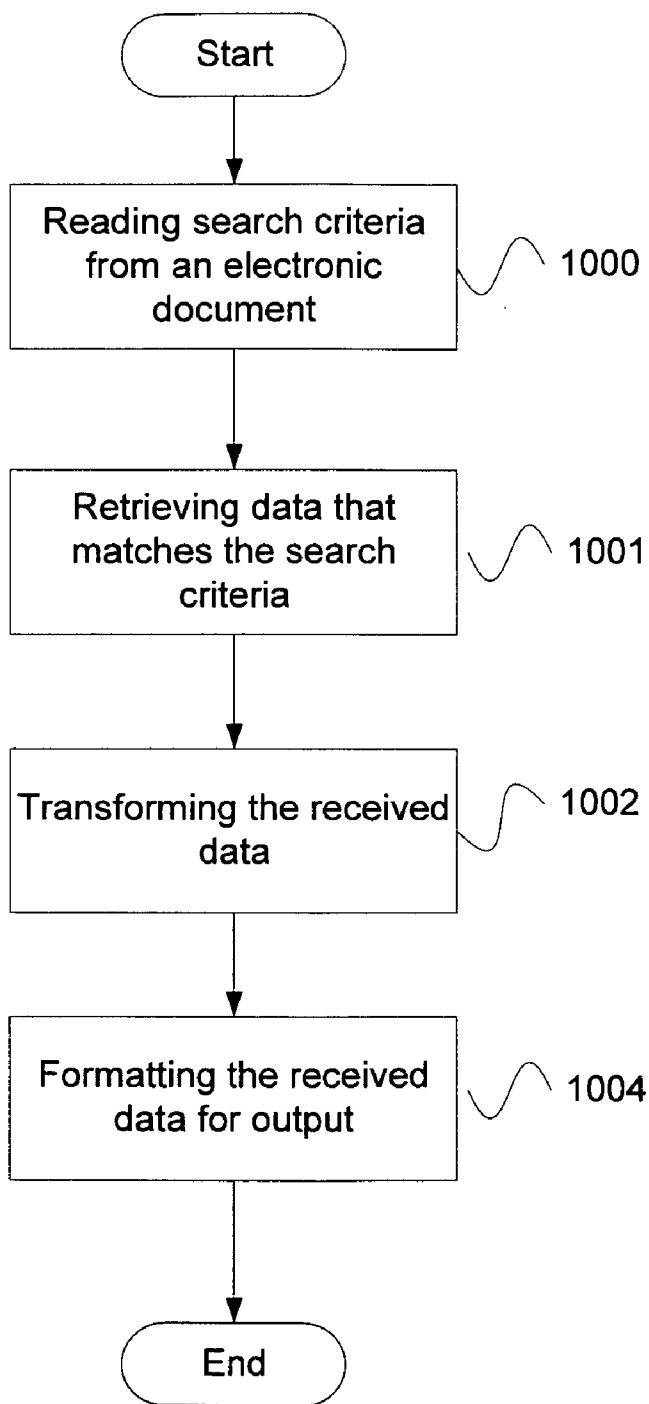 Start
Reading search criteria
from an electronic
document
1000
Retrieving data that
matches the search
criteria
1001
Transforming the received
data
1002
Formatting the received
data for output
1004
End